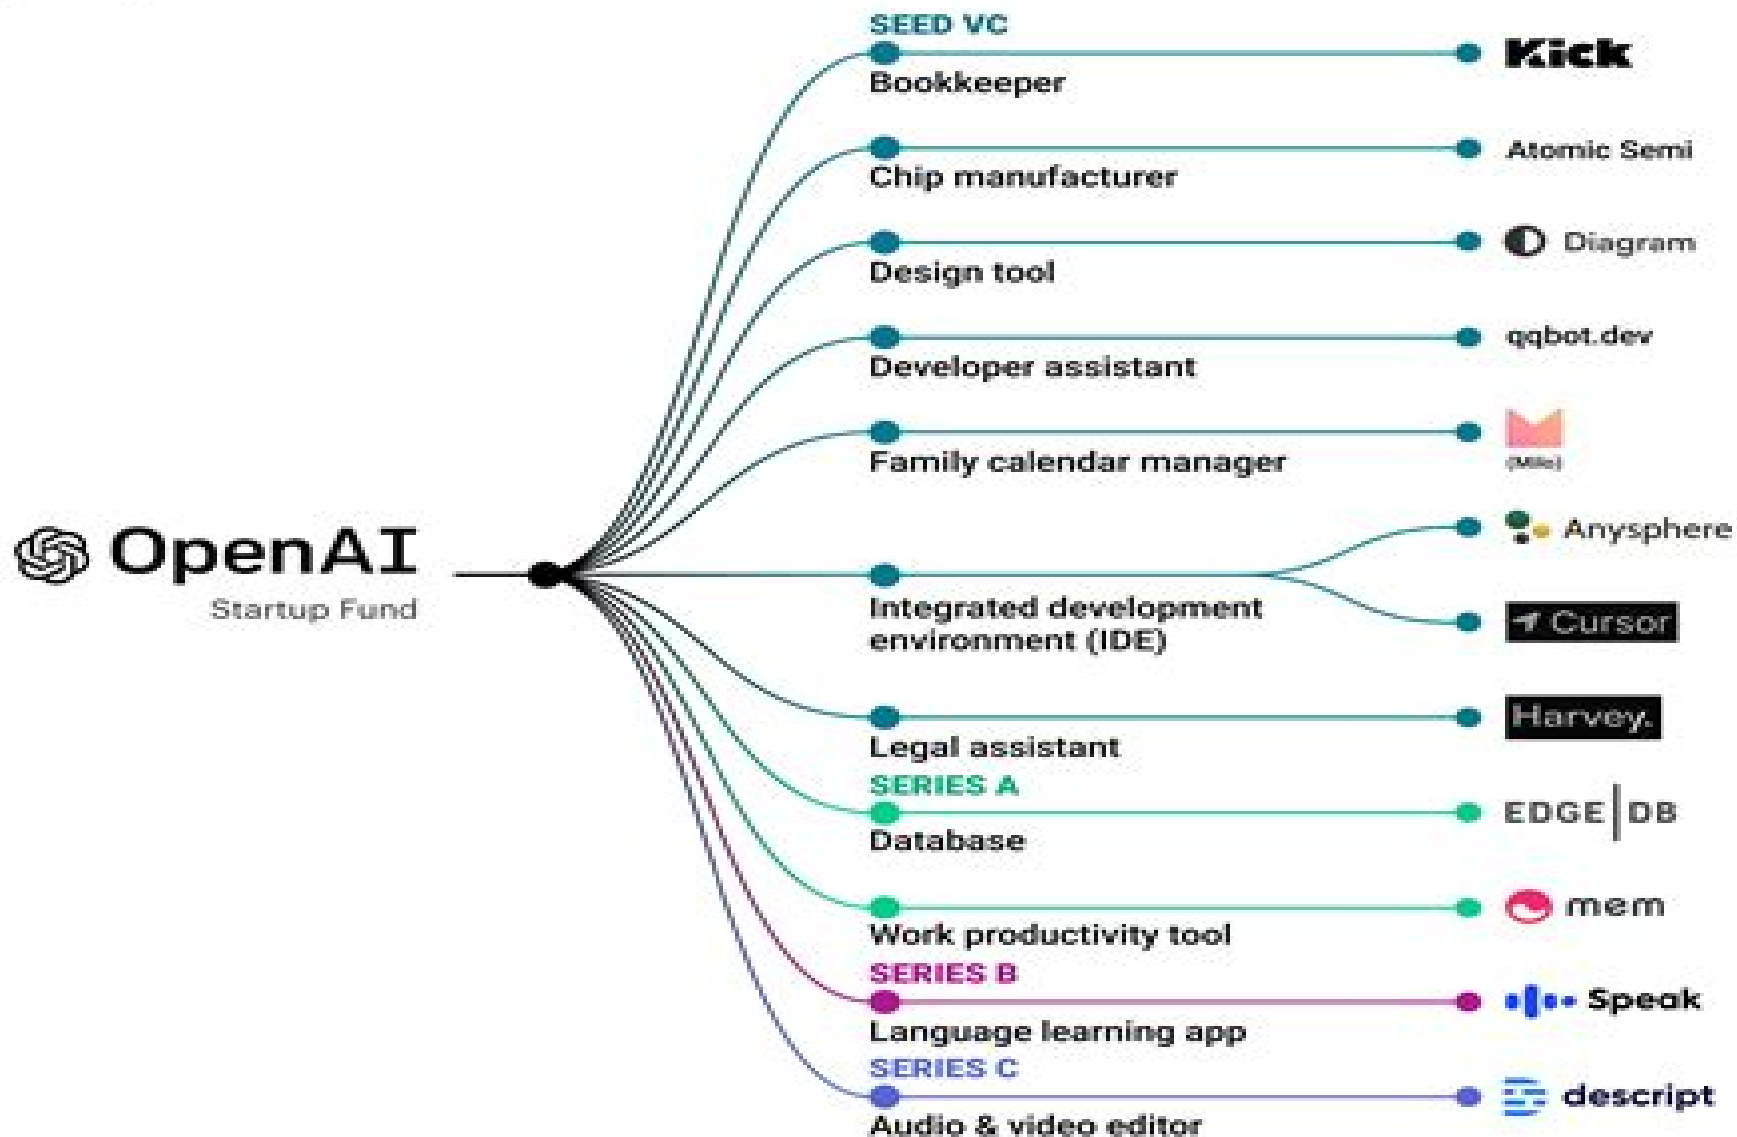 SEED VC
Kick
Bookkeeper
Atomic Semi
Chip manufacturer
Diagram
Design tool
qqbot.dev
Developer assistant
Family calendar manager
(Milo)
OpenAI
Startup Fund
Anysphere
Integrated development
environment (IDE)
Cursor
Harvey.
Legal assistant
SERIES A
EDGE|DB
Database
mem
Work productivity tool
SERIES B
Speak
Language learning app
SERIES C
descript
Audio & video editor